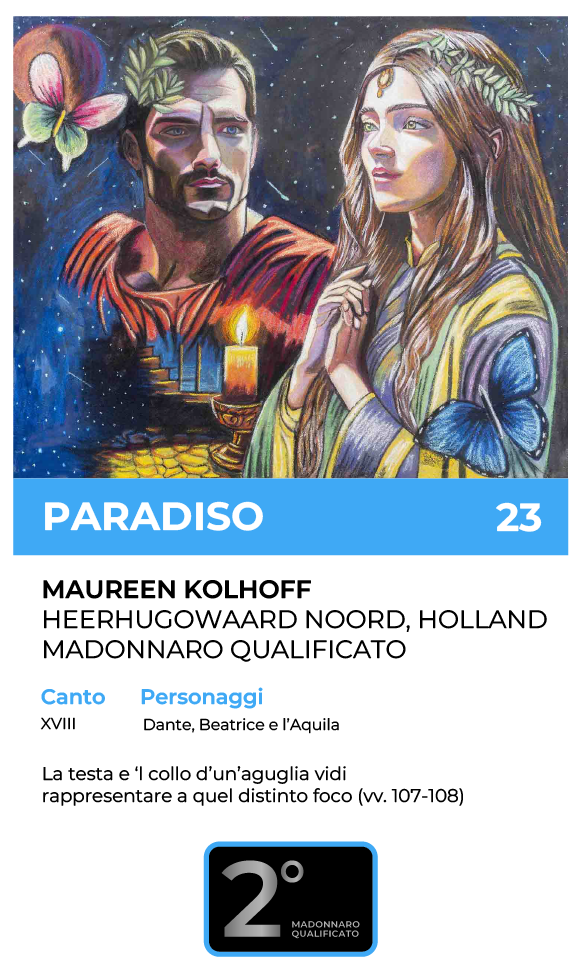 PARADISO 23
MAUREEN KOLHOFF
HEERHUGOWAARD NOORD, HOLLAND
MADONNARO QUALIFICATO
Canto Personaggi
XVIII Dante, Beatrice e l’Aquila
La testa e ‘l collo d’un’aguglia vidi
rappresentare a quel distinto foco (vv. 107-108)
2°
MADONNARO
QUALIFICATO